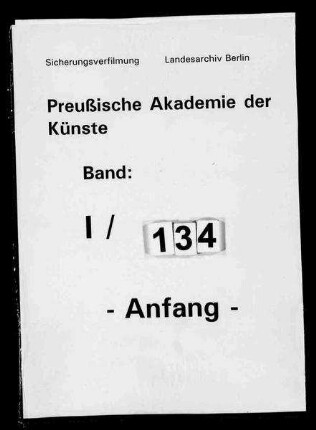 Sicherungsverfilmung Landesarchiv Berlin
Preußische Akademie der
Künste
Band:
I / 134
- Anfang -